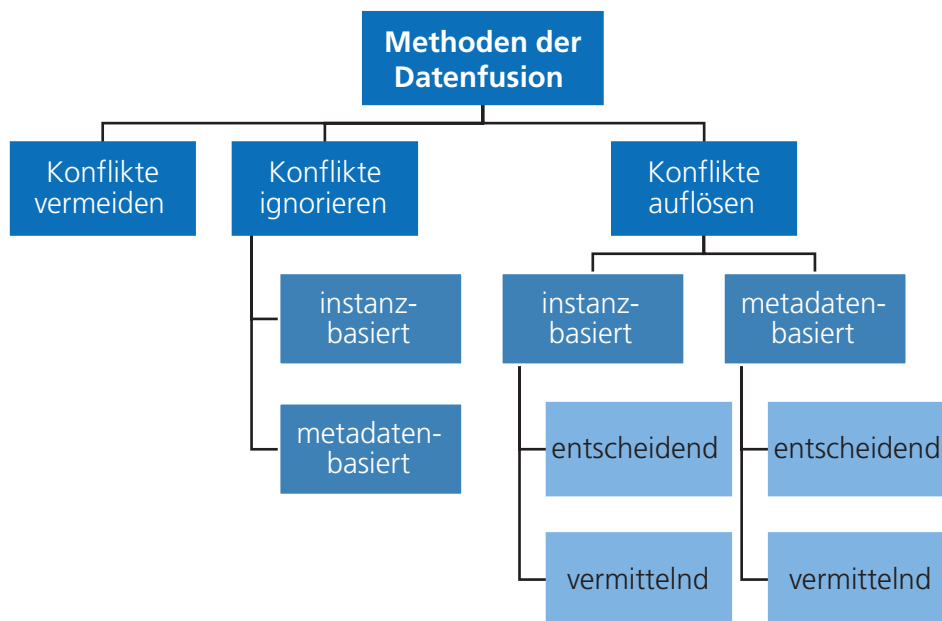 Methoden der
Datenfusion
Konflikte
vermeiden
Konflikte
ignorieren
Konflikte
auflösen
instanz-
basiert
metadaten-
basiert
instanz-
basiert
metadaten-
basiert
entscheidend
vermittelnd
entscheidend
vermittelnd